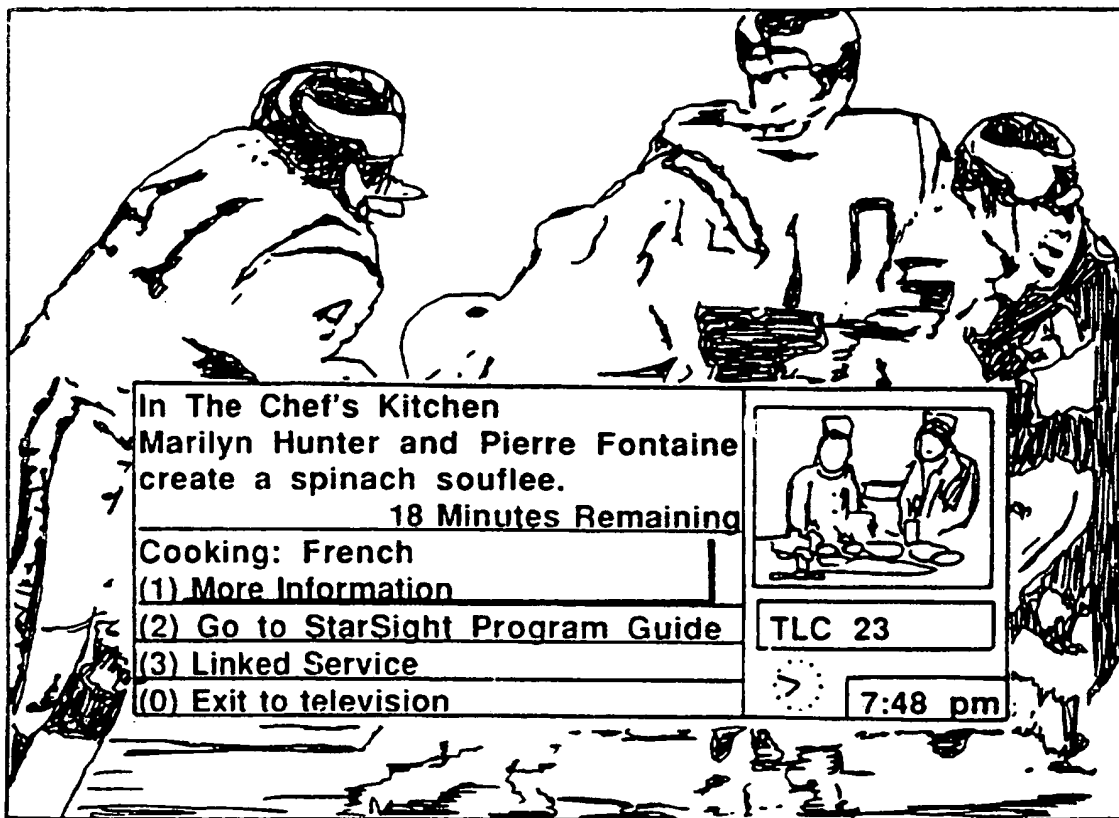 In The Chef's Kitchen
Marilyn Hunter and Pierre Fontaine
create a spinach souflee.
18 Minutes Remaining
Cooking: French
(1) More Information
(2) Go to StarSight Program Guide
(3) Linked Service
(0) Exit to television
TLC 23
7:48 pm